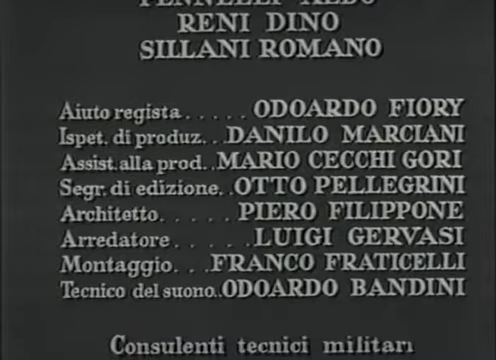 PENNELLI ALDO
RENI DINO
SILLANI ROMANO
Aiuto regista.....ODOARDO FIORY
Ispet. di produz..DANILO MARCIANI
Assist. alla prod..MARIO CECCHI GORI
Segr. di edizione..OTTO PELLEGRINI
Architetto......PIERO FILIPPONE
Arredatore.....LUIGI GERVASI
Montaggio...FRANCO FRATICELLI
Tecnico del suono..ODOARDO BANDINI
Consulenti tecnici militari